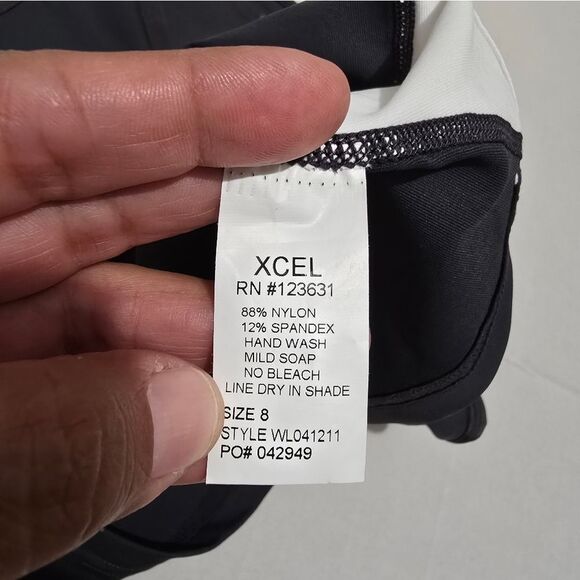 XCEL
RN #123631
88% NYLON
12% SPANDEX
HAND WASH
MILD SOAP
NO BLEACH
LINE DRY IN SHADE
SIZE 8
STYLE WL041211
PO# 042949